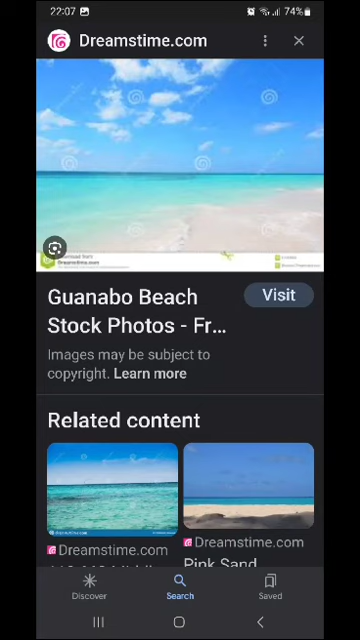 22:07
74%
Dreamstime.com
Guanabo Beach
Visit
Stock Photos - Fr...
Images may be subject to
copyright. Learn more
Related content
Dreamstime.com
Dreamstime.com
Pink Sand
Discover
Search
Saved